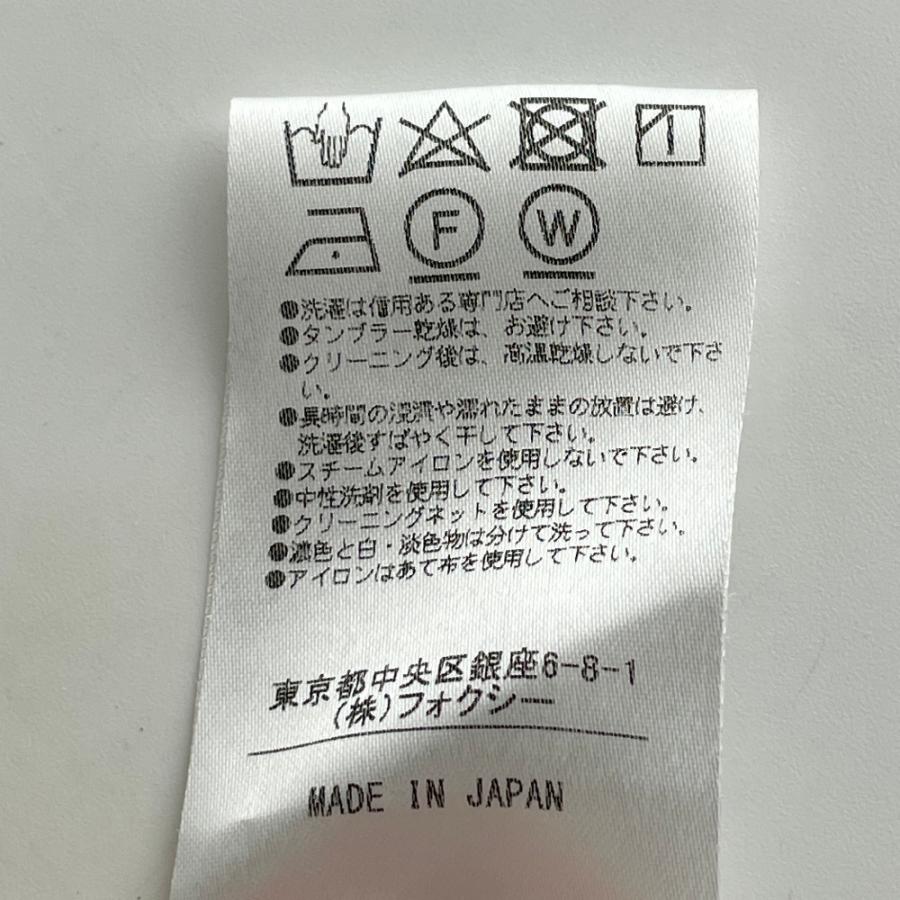 F W
●洗濯は信用ある専門店へご相談下さい。
●タンブラー乾燥は、お避け下さい。
●クリーニング後は、高温乾燥しないで下さ
い。
●長時間の浸漬や濡れたままの放置は避け、
洗濯後すばやく干して下さい。
●スチームアイロンを使用しないで下さい。
●中性洗剤を使用して下さい。
●クリーニングネットを使用して下さい。
●濃色と白・淡色物は分けて洗って下さい。
●アイロンはあて布を使用して下さい。
東京都中央区銀座6-8-1
(株)フォクシー
MADE IN JAPAN